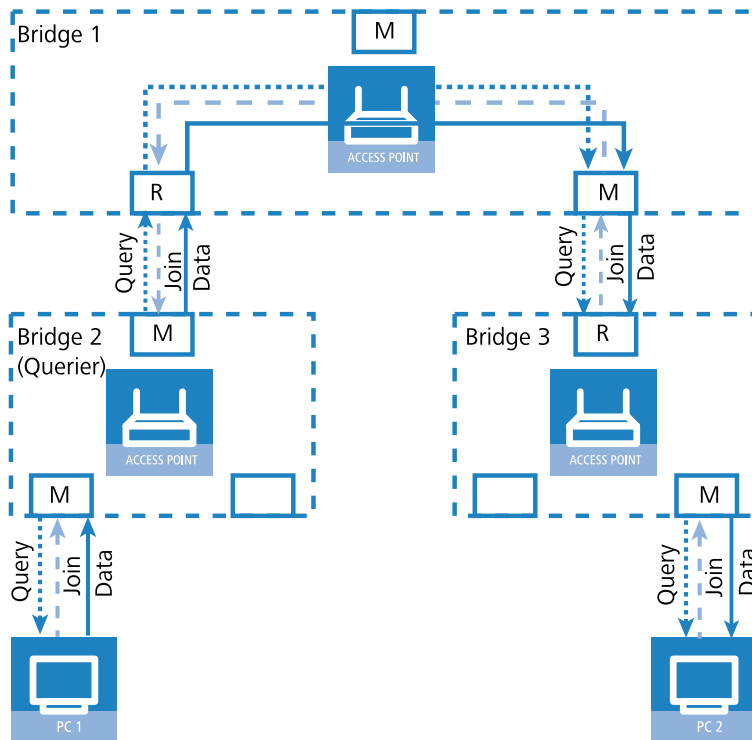 Bridge 1
M
ACCESS POINT
R
M
Query
Join
Data
Query
Join
Data
Bridge 2
(Querier)
M
Bridge 3
R
ACCESS POINT
ACCESS POINT
M
M
Query
Join
Data
Query
Join
Data
PC 1
PC 2